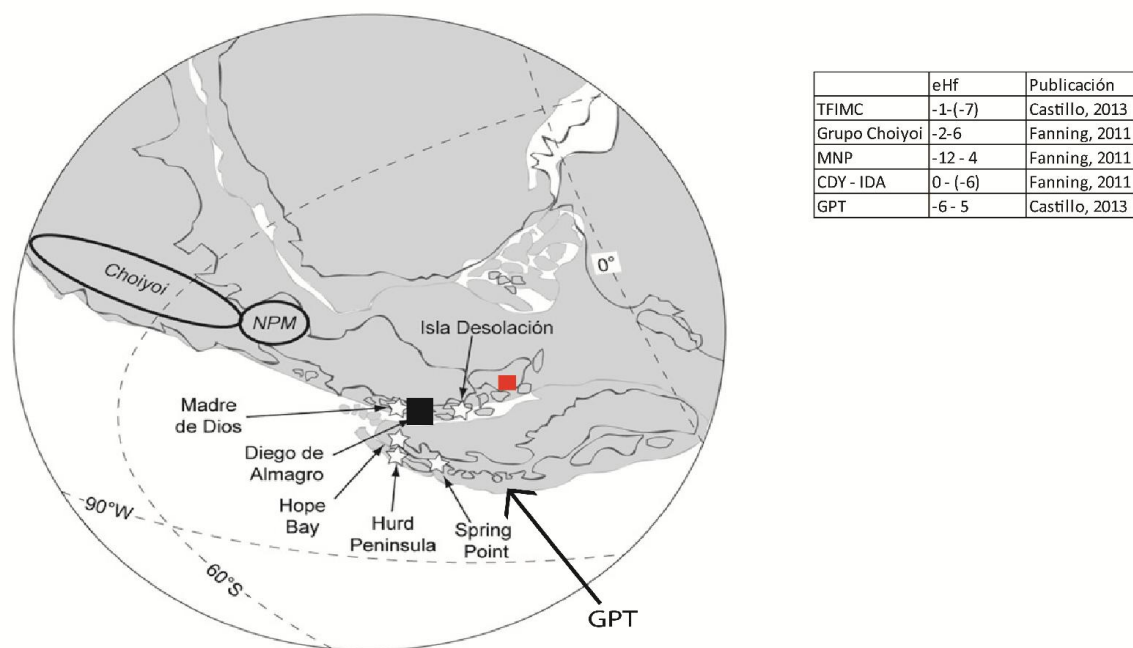 eHf Publicación
TFIMC -1-(-7) Castillo, 2013
Grupo Choiyoi -2-6 Fanning, 2011
MNP -12 - 4 Fanning, 2011
CDY - IDA 0 - (-6) Fanning, 2011
GPT -6 - 5 Castillo, 2013
0°
Choiyoi
NPM
Isla Desolación
Madre
de Dios
Diego de
Almagro
Hope
Bay
Hurd
Peninsula
Spring
Point
90°W
60°S
GPT